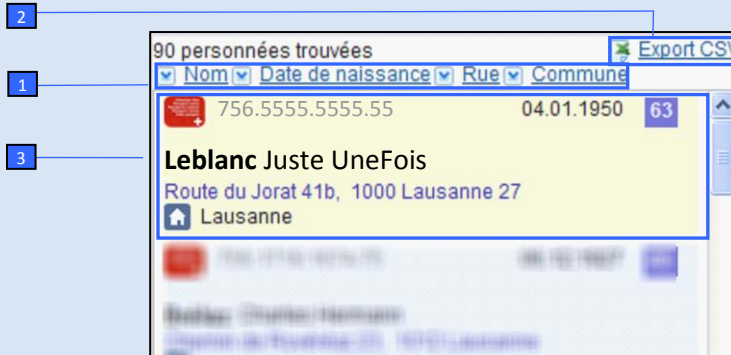 2
90 personnées trouvées Export CSV
1
Nom Date de naissance Rue Commune
756.5555.5555.55 04.01.1950 63
3
Leblanc Juste UneFois
Route du Jorat 41b, 1000 Lausanne 27
Lausanne